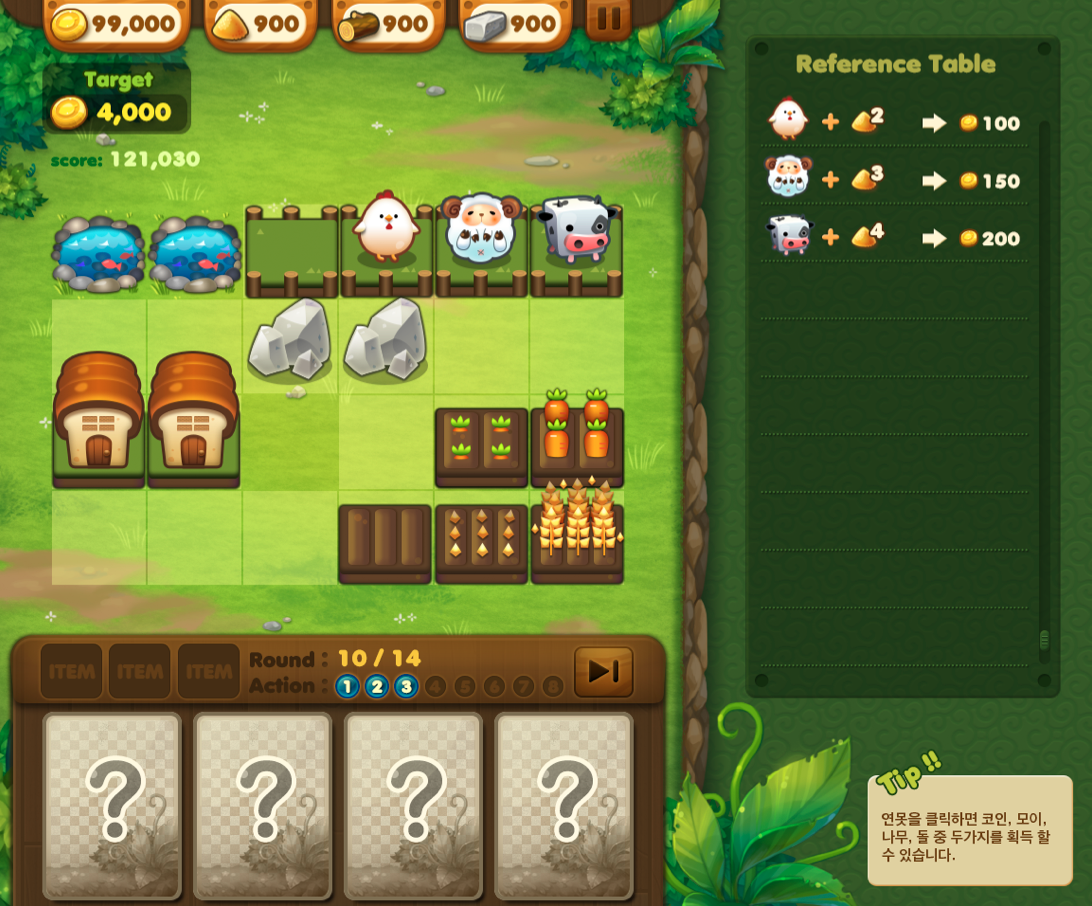 99,000 900 900 900
Target
4,000
score: 121,030
Reference Table
+ 2 100
+ 3 150
+ 4 200
ITEM ITEM ITEM
Round : 10 / 14
Action : 1 2 3 4 5 6 7 8
? ? ? ?
Tip !!
연못을 클릭하면 코인, 모이,
나무, 돌 중 두가지를 획득 할
수 있습니다.